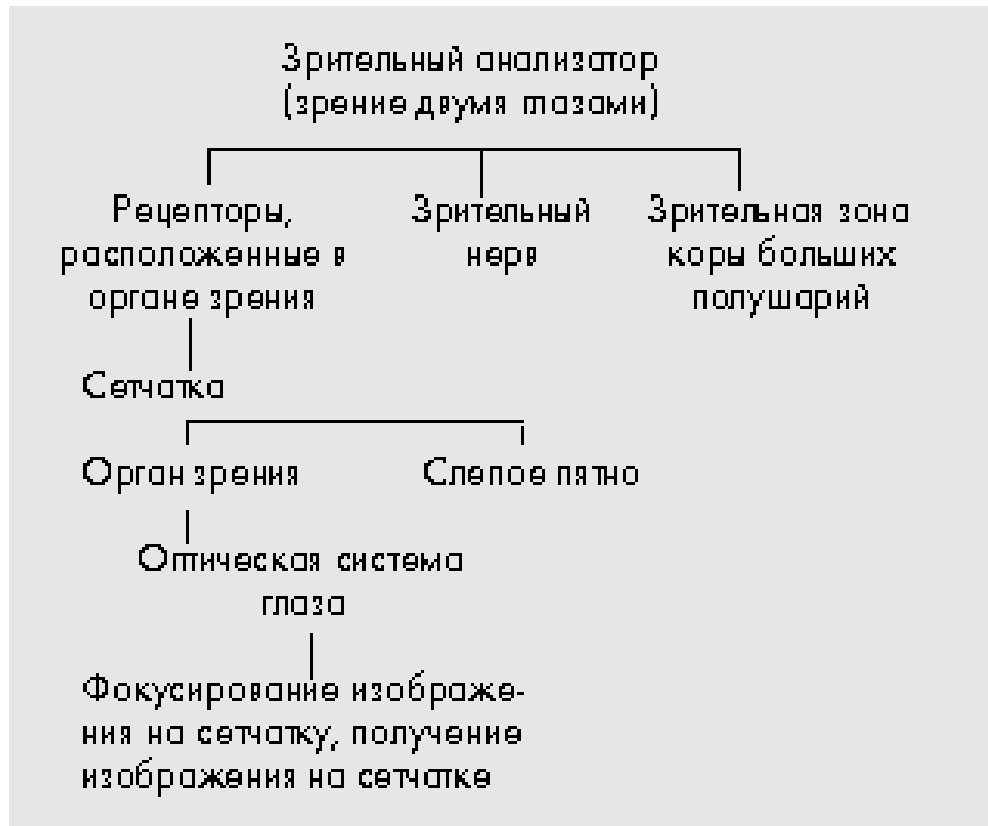 Зрительный анализатор
(зрение двумя глазами)
Рецепторы,
расположенные в
органе зрения
Зрительный
нерв
Зрительная зона
коры больших
полушарий
Сетчатка
Орган зрения
Слепое пятно
Оптическая система
глаза
Фокусирование изображе-
ния на сетчатку, получение
изображения на сетчатке